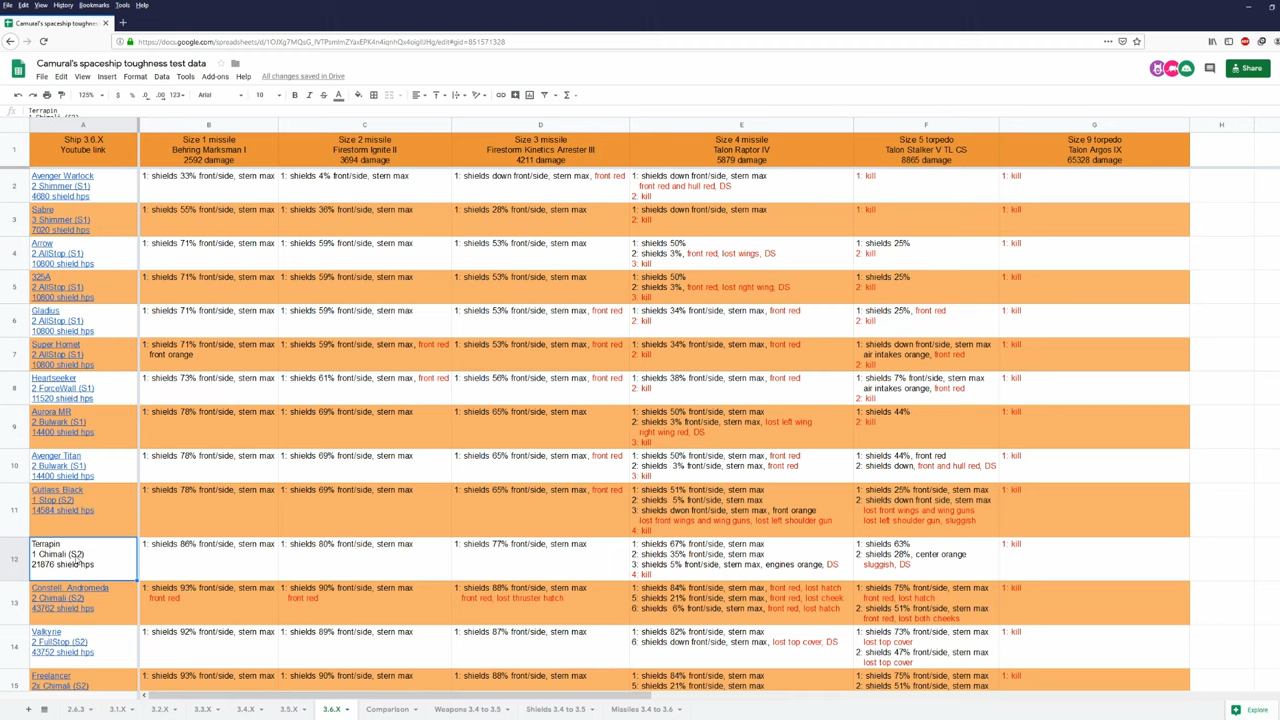 File Edit View History Bookmarks Tools Help
Camural's spaceship toughness
https://docs.google.com/spreadsheets/d/
Camural's spaceship toughness test data
File Edit View Insert Format Data Tools Add-ons Help All changes saved in Drive
Share
125% $ % .0 .00 123 Arial 10 B I S A
fx Terrapin
A B C D E F G H
1
Ship 3.6.X
Youtube link
Size 1 missile
Behring Marksman I
2592 damage
Size 2 missile
Firestorm Ignite II
3694 damage
Size 3 missile
Firestorm Kinetics Arrester III
4211 damage
Size 4 missile
Talon Raptor IV
5879 damage
Size 5 torpedo
Talon Stalker V TL CS
8865 damage
Size 9 torpedo
Talon Argos IX
65328 damage
2
Avenger Warlock
2 Shimmer (S1)
4680 shield hps
1: shields 33% front/side, stern max
1: shields 4% front/side, stern max
1: shields down front/side, stern max, front red
1: shields down front/side, stern max
front red and hull red, DS
2: kill
1: kill
1: kill
3
Sabre
3 Shimmer (S1)
7020 shield hps
1: shields 55% front/side, stern max
1: shields 36% front/side, stern max
1: shields 28% front/side, stern max
1: shields down front/side, stern max
2: kill
1: kill
1: kill
4
Arrow
2 AllStop (S1)
10800 shield hps
1: shields 71% front/side, stern max
1: shields 59% front/side, stern max
1: shields 53% front/side, stern max
1: shields 50%
2: shields 3%, front red, lost wings, DS
3: kill
1: shields 25%
2: kill
1: kill
5
325A
2 AllStop (S1)
10800 shield hps
1: shields 71% front/side, stern max
1: shields 59% front/side, stern max
1: shields 53% front/side, stern max
1: shields 50%
2: shields 3%, front red, lost right wing, DS
3: kill
1: shields 25%
2: kill
1: kill
6
Gladius
2 AllStop (S1)
10800 shield hps
1: shields 71% front/side, stern max
1: shields 59% front/side, stern max
1: shields 53% front/side, stern max, front red
1: shields 34% front/side, stern max, front red
2: kill
1: shields 25%, front red
2: kill
1: kill
7
Super Hornet
2 AllStop (S1)
10800 shield hps
1: shields 71% front/side, stern max
front orange
1: shields 59% front/side, stern max, front red
1: shields 53% front/side, stern max, front red
1: shields 34% front/side, stern max, front red
2: kill
1: shields down front/side, stern max
air intakes orange, front red
2: kill
1: kill
8
Heartseeker
2 ForceWall (S1)
11520 shield hps
1: shields 73% front/side, stern max
1: shields 61% front/side, stern max, front red
1: shields 56% front/side, stern max, front red
1: shields 38% front/side, stern max, front red
2: kill
1: shields 7% front/side, stern max
air intakes orange, front red
2: kill
1: kill
9
Aurora MR
2 Bulwark (S1)
14400 shield hps
1: shields 78% front/side, stern max
1: shields 69% front/side, stern max
1: shields 65% front/side, stern max
1: shields 50% front/side, stern max
2: shields 3% front/side, stern max, lost left wing
right wing red, DS
3: kill
1: shields 44%
2: kill
1: kill
10
Avenger Titan
2 Bulwark (S1)
14400 shield hps
1: shields 78% front/side, stern max
1: shields 69% front/side, stern max
1: shields 65% front/side, stern max, front red
1: shields 50% front/side, stern max, front red
2: shields 3% front/side, stern max, front red
1: shields 44%, front red
2: shields down, front and hull red, DS
1: kill
11
Cutlass Black
1 Stop (S2)
14584 shield hps
1: shields 78% front/side, stern max
1: shields 69% front/side, stern max
1: shields 65% front/side, stern max, front red
1: shields 51% front/side, stern max
2: shields 5% front/side, stern max
3: shields dwon front/side, stern max, front orange
lost front wings and wing guns, lost left shoulder gun
4: kill
1: shields 25% front/side, stern max
2: shields down front/side, stern max
lost front wings and wing guns
lost left shoulder gun, sluggish
1: kill
12
Terrapin
1 Chimali (S2)
21876 shield hps
1: shields 86% front/side, stern max
1: shields 80% front/side, stern max
1: shields 77% front/side, stern max
1: shields 67% front/side, stern max
2: shields 35% front/side, stern max
3: shields 5% front/side, stern max, engines orange, DS
4: kill
1: shields 63%
2: shields 28%, center orange
sluggish, DS
1: kill
13
Constell. Andromeda
2 Chimali (S2)
43762 shield hps
1: shields 93% front/side, stern max
front red
1: shields 90% front/side, stern max
front red
1: shields 88% front/side, stern max
front red, lost thruster hatch
1: shields 84% front/side, stern max, front red, lost hatch
5: shields 21% front/side, stern max, front red, lost cheek
6: shields 6% front/side, stern max, front red, lost hatch
1: shields 75% front/side, stern max
front red, lost hatch
2: shields 51% front/side, stern max
front red, lost both cheeks
1: kill
14
Valkyrie
2 FullStop (S2)
43752 shield hps
1: shields 92% front/side, stern max
1: shields 89% front/side, stern max
1: shields 87% front/side, stern max
1: shields 82% front/side, stern max
6: shields down front/side, stern max, lost top cover, DS
1: shields 73% front/side, stern max
lost top cover
2: shields 47% front/side, stern max
lost top cover
1: kill
15
Freelancer
2x Chimali (S2)
1: shields 93% front/side, stern max
1: shields 90% front/side, stern max
1: shields 88% front/side, stern max
1: shields 84% front/side, stern max, front red
5: shields 21% front/side, stern max, front red
1: shields 75% front/side, stern max
2: shields 51% front/side, stern max
1: kill
2.6.3 3.1.X 3.2.X 3.3.X 3.4.X 3.5.X 3.6.X Comparison Weapons 3.4 to 3.5 Shields 3.4 to 3.5 Missiles 3.4 to 3.6 Explore